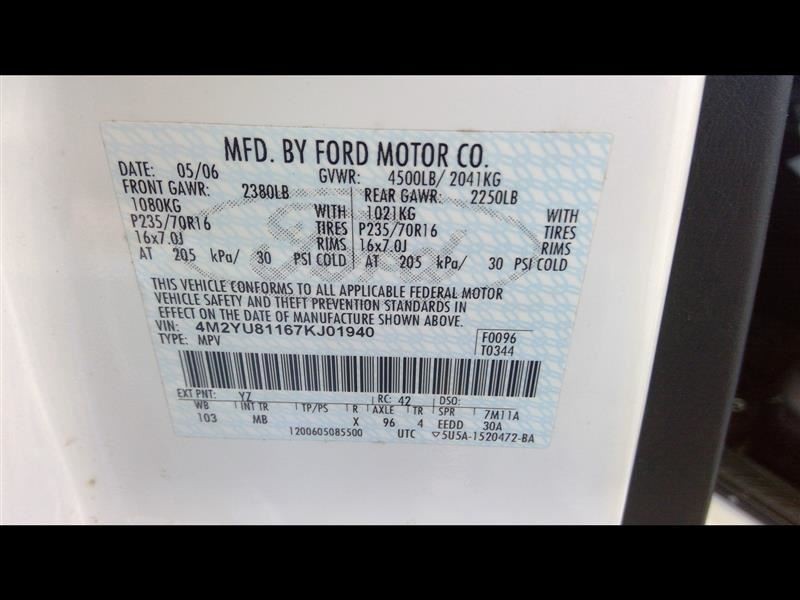 MFD. BY FORD MOTOR CO.
DATE: 05/06 GVWR: 4500LB/ 2041KG
FRONT GAWR: 2380LB REAR GAWR: 2250LB
1080KG WITH 1021KG WITH
P235/70R16 TIRES P235/70R16 TIRES
16x7.0J RIMS 16x7.0J RIMS
AT 205 kPa/ 30 PSI COLD AT 205 kPa/ 30 PSI COLD
Ford
THIS VEHICLE CONFORMS TO ALL APPLICABLE FEDERAL MOTOR
VEHICLE SAFETY AND THEFT PREVENTION STANDARDS IN
EFFECT ON THE DATE OF MANUFACTURE SHOWN ABOVE.
VIN: 4M2YU81167KJ01940 F0096
TYPE: MPV T0344
EXT PNT: YZ RC: 42 DSO:
WB INT TR TP/PS R AXLE TR SPR 7M11A
103 MB X 96 4 EEDD 30A
1200605085500 UTC ▽5U5A-1520472-BA